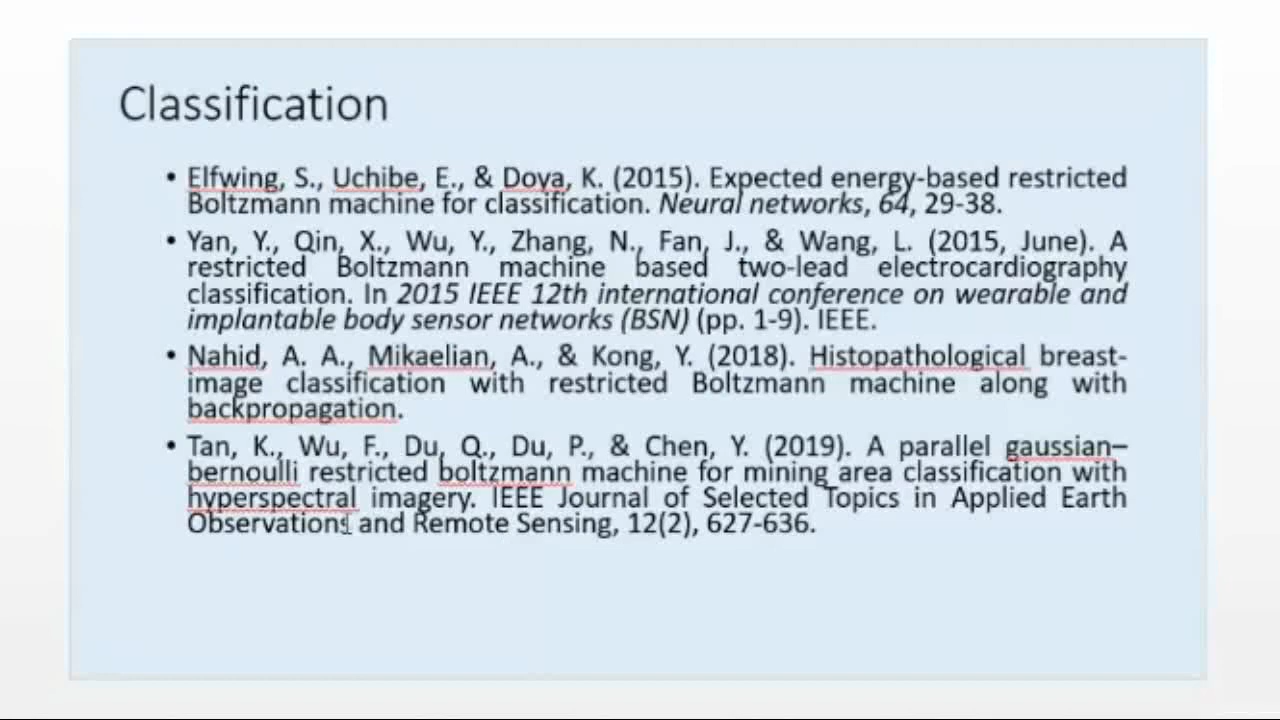 Classification
• Elfwing, S., Uchibe, E., & Doya, K. (2015). Expected energy-based restricted
Boltzmann machine for classification. Neural networks, 64, 29-38.
• Yan, Y., Qin, X., Wu, Y., Zhang, N., Fan, J., & Wang, L. (2015, June). A
restricted Boltzmann machine based two-lead electrocardiography
classification. In 2015 IEEE 12th international conference on wearable and
implantable body sensor networks (BSN) (pp. 1-9). IEEE.
• Nahid, A. A., Mikaelian, A., & Kong, Y. (2018). Histopathological breast-
image classification with restricted Boltzmann machine along with
backpropagation.
• Tan, K., Wu, F., Du, Q., Du, P., & Chen, Y. (2019). A parallel gaussian–
bernoulli restricted boltzmann machine for mining area classification with
hyperspectral imagery. IEEE Journal of Selected Topics in Applied Earth
Observations and Remote Sensing, 12(2), 627-636.